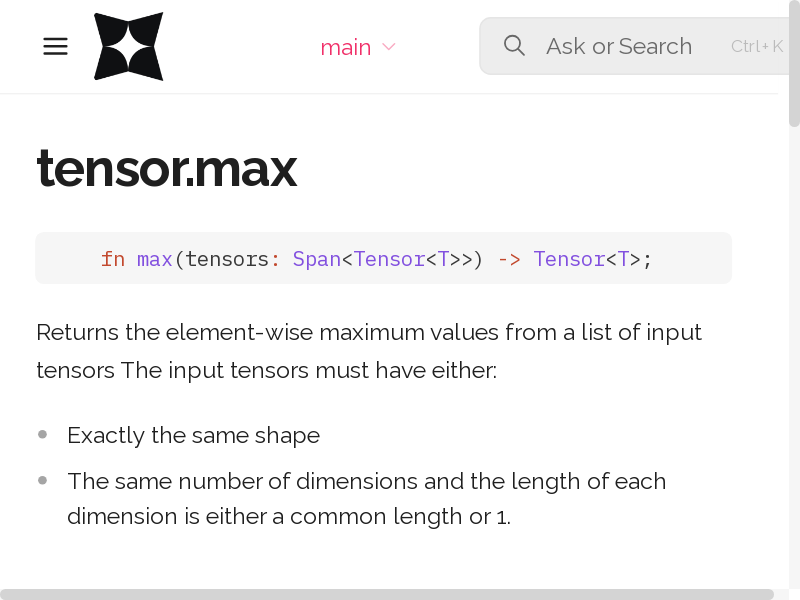 main
Ask or Search
Ctrl+K
tensor.max
fn max(tensors: Span<Tensor<T>>) -> Tensor<T>;
Returns the element-wise maximum values from a list of input
tensors The input tensors must have either:
Exactly the same shape
The same number of dimensions and the length of each
dimension is either a common length or 1.